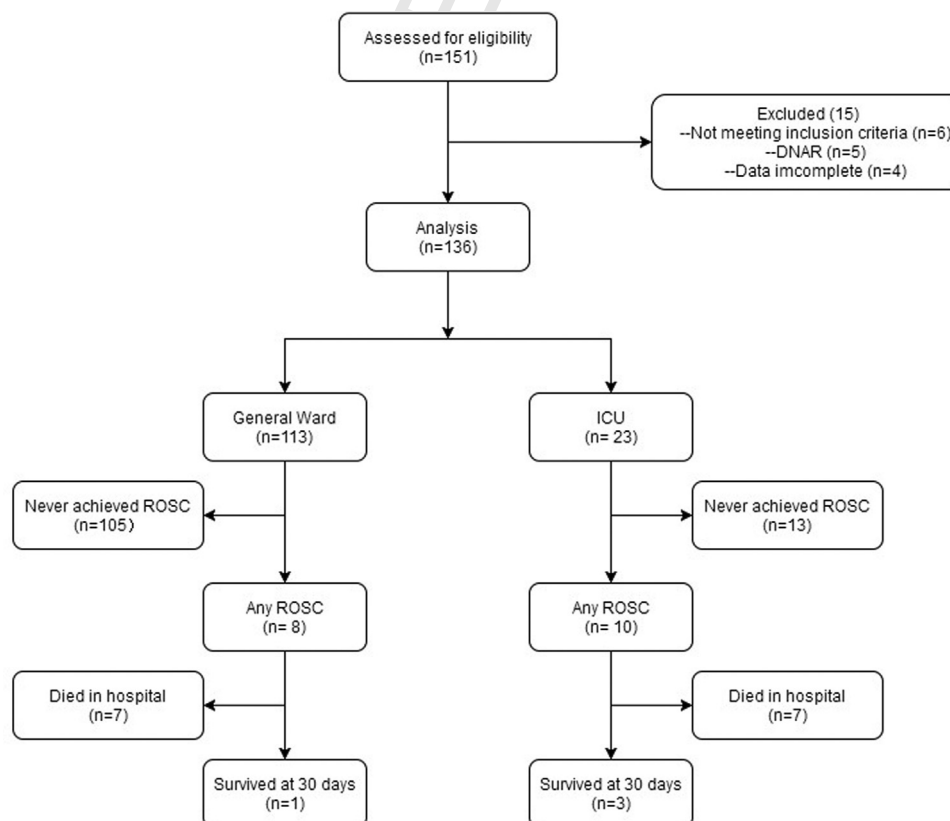 Assessed for eligibility
(n=151)
Excluded (15)
--Not meeting inclusion criteria (n=6)
--DNAR (n=5)
--Data imcomplete (n=4)
Analysis
(n=136)
General Ward
(n=113)
ICU
(n= 23)
Never achieved ROSC
(n=105)
Never achieved ROSC
(n=13)
Any ROSC
(n= 8)
Any ROSC
(n= 10)
Died in hospital
(n=7)
Died in hospital
(n=7)
Survived at 30 days
(n=1)
Survived at 30 days
(n=3)